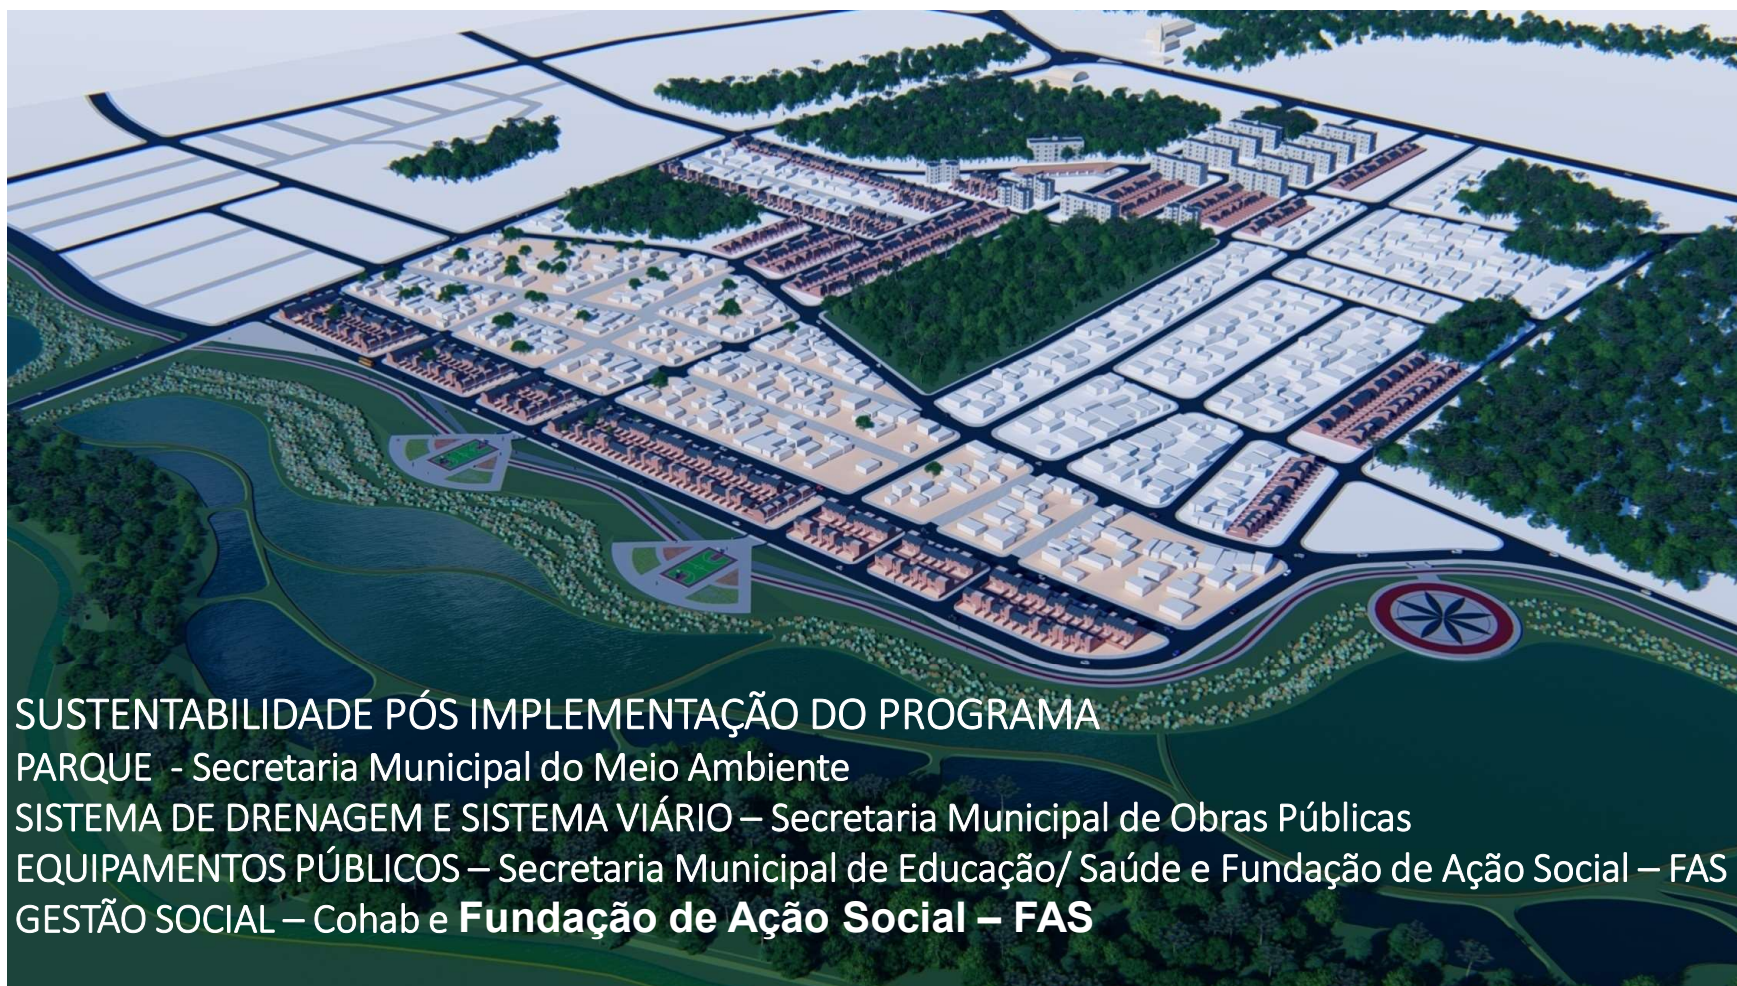 SUSTENTABILIDADE PÓS IMPLEMENTAÇÃO DO PROGRAMA
PARQUE - Secretaria Municipal do Meio Ambiente
SISTEMA DE DRENAGEM E SISTEMA VIÁRIO – Secretaria Municipal de Obras Públicas
EQUIPAMENTOS PÚBLICOS – Secretaria Municipal de Educação/ Saúde e Fundação de Ação Social – FAS
GESTÃO SOCIAL – Cohab e Fundação de Ação Social – FAS